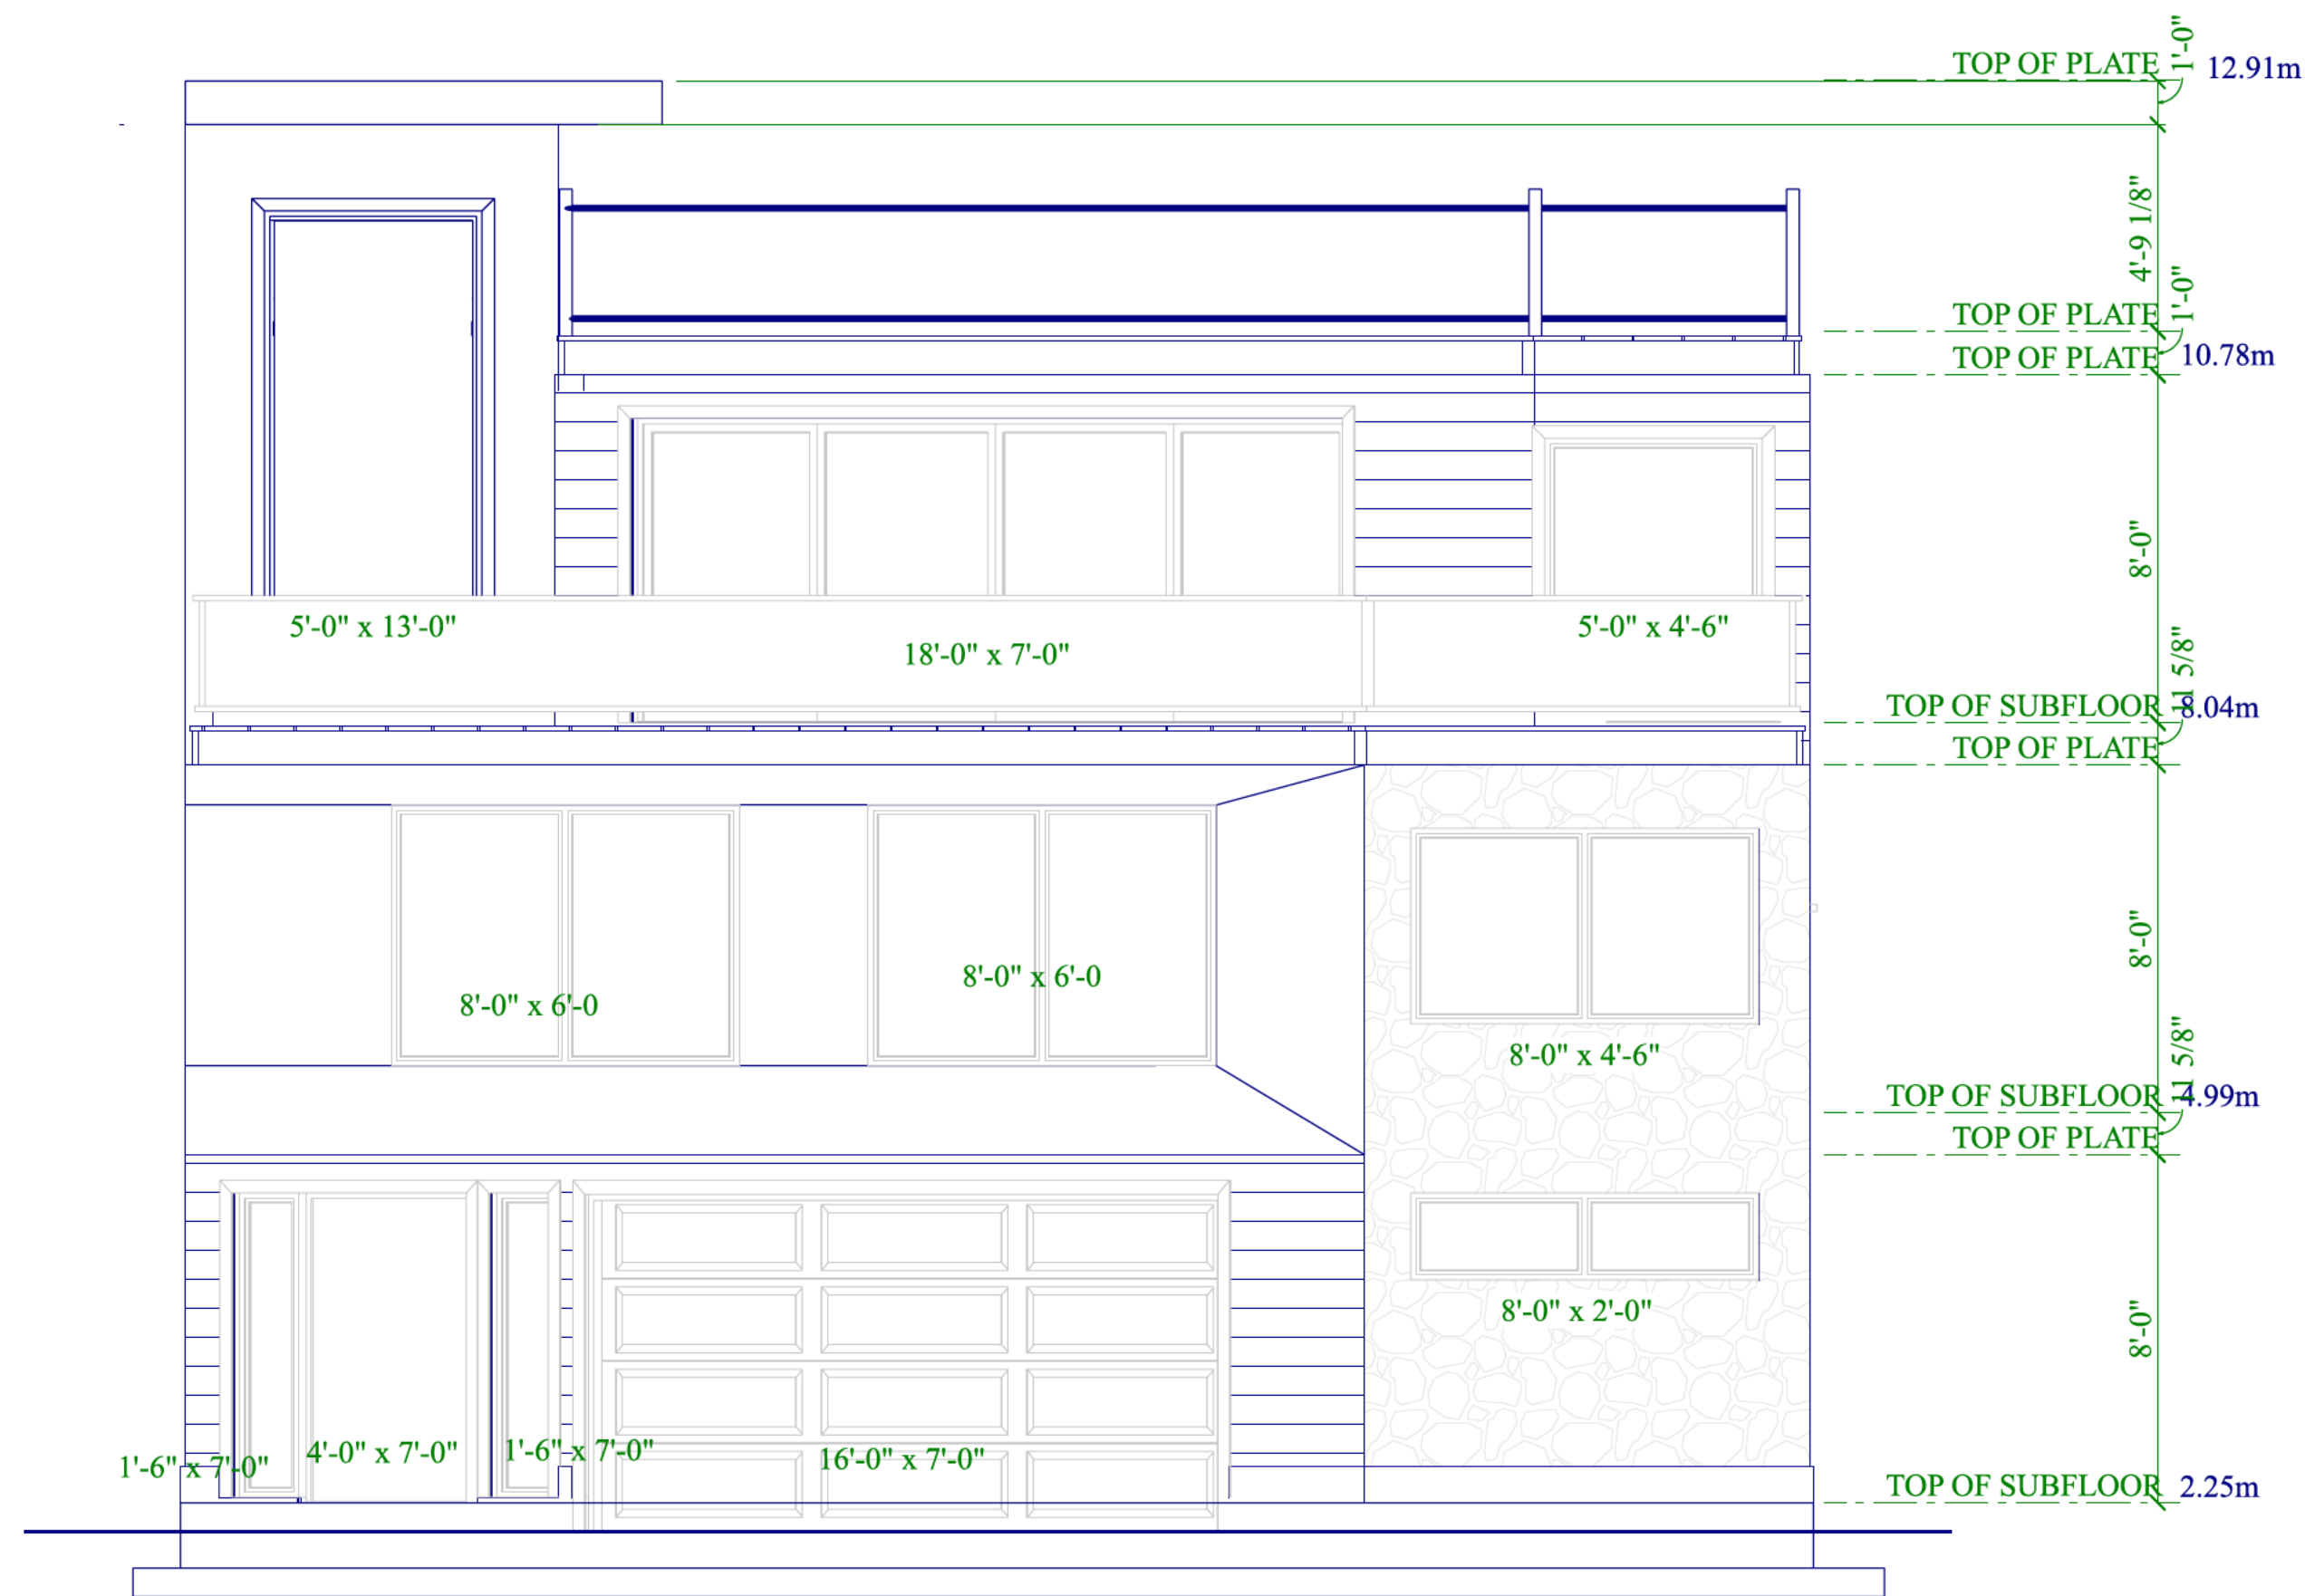 1'-0"
TOP OF PLATE
12.91m
4'-9 1/8"
1'-0"
TOP OF PLATE
TOP OF PLATE
10.78m
8'-0"
5'-0" x 13'-0"
18'-0" x 7'-0"
5'-0" x 4'-6"
11 5/8"
TOP OF SUBFLOOR
8.04m
TOP OF PLATE
8'-0"
8'-0" x 6'-0
8'-0" x 6'-0
8'-0" x 4'-6"
11 5/8"
TOP OF SUBFLOOR
4.99m
TOP OF PLATE
8'-0"
8'-0" x 2'-0"
1'-6" x 7'-0"
4'-0" x 7'-0"
1'-6" x 7'-0"
16'-0" x 7'-0"
TOP OF SUBFLOOR
2.25m